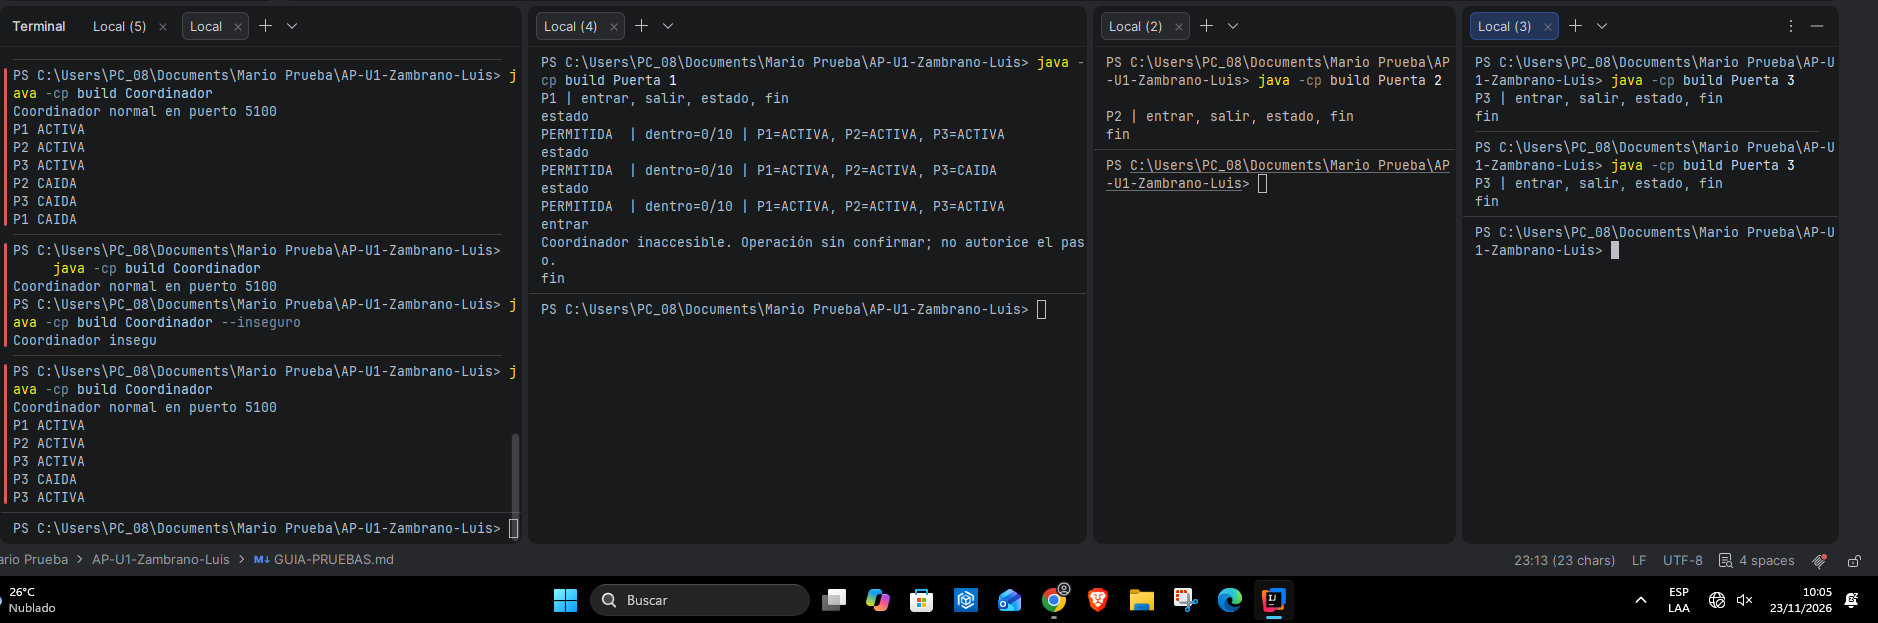 Terminal
Local (5)
Local
PS C:\Users\PC_08\Documents\Mario Prueba\AP-U1-Zambrano-Luis> j
ava -cp build Coordinador
Coordinador normal en puerto 5100
P1 ACTIVA
P2 ACTIVA
P3 ACTIVA
P2 CAIDA
P3 CAIDA
P1 CAIDA
PS C:\Users\PC_08\Documents\Mario Prueba\AP-U1-Zambrano-Luis>
java -cp build Coordinador
Coordinador normal en puerto 5100
PS C:\Users\PC_08\Documents\Mario Prueba\AP-U1-Zambrano-Luis> j
ava -cp build Coordinador --inseguro
Coordinador insegu
PS C:\Users\PC_08\Documents\Mario Prueba\AP-U1-Zambrano-Luis> j
ava -cp build Coordinador
Coordinador normal en puerto 5100
P1 ACTIVA
P2 ACTIVA
P3 ACTIVA
P3 CAIDA
P3 ACTIVA
PS C:\Users\PC_08\Documents\Mario Prueba\AP-U1-Zambrano-Luis>
Local (4)
PS C:\Users\PC_08\Documents\Mario Prueba\AP-U1-Zambrano-Luis> java -
cp build Puerta 1
P1 | entrar, salir, estado, fin
estado
PERMITIDA | dentro=0/10 | P1=ACTIVA, P2=ACTIVA, P3=ACTIVA
estado
PERMITIDA | dentro=0/10 | P1=ACTIVA, P2=ACTIVA, P3=CAIDA
estado
PERMITIDA | dentro=0/10 | P1=ACTIVA, P2=ACTIVA, P3=ACTIVA
entrar
Coordinador inaccesible. Operación sin confirmar; no autorice el pas
o.
fin
PS C:\Users\PC_08\Documents\Mario Prueba\AP-U1-Zambrano-Luis>
Local (2)
PS C:\Users\PC_08\Documents\Mario Prueba\AP
-U1-Zambrano-Luis> java -cp build Puerta 2
P2 | entrar, salir, estado, fin
fin
PS C:\Users\PC_08\Documents\Mario Prueba\AP
-U1-Zambrano-Luis>
Local (3)
PS C:\Users\PC_08\Documents\Mario Prueba\AP-U
1-Zambrano-Luis> java -cp build Puerta 3
P3 | entrar, salir, estado, fin
fin
PS C:\Users\PC_08\Documents\Mario Prueba\AP-U
1-Zambrano-Luis> java -cp build Puerta 3
P3 | entrar, salir, estado, fin
fin
PS C:\Users\PC_08\Documents\Mario Prueba\AP-U
1-Zambrano-Luis>
ario Prueba > AP-U1-Zambrano-Luis > M↓ GUIA-PRUEBAS.md
23:13 (23 chars) LF UTF-8 4 spaces
26°C
Nublado
Buscar
ESP
LAA
10:05
23/11/2026